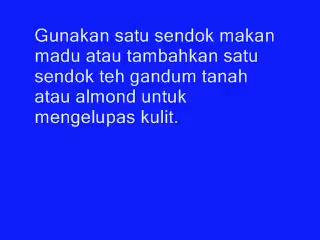 Gunakan satu sendok makan
madu atau tambahkan satu
sendok teh gandum tanah
atau almond untuk
mengelupas kulit.